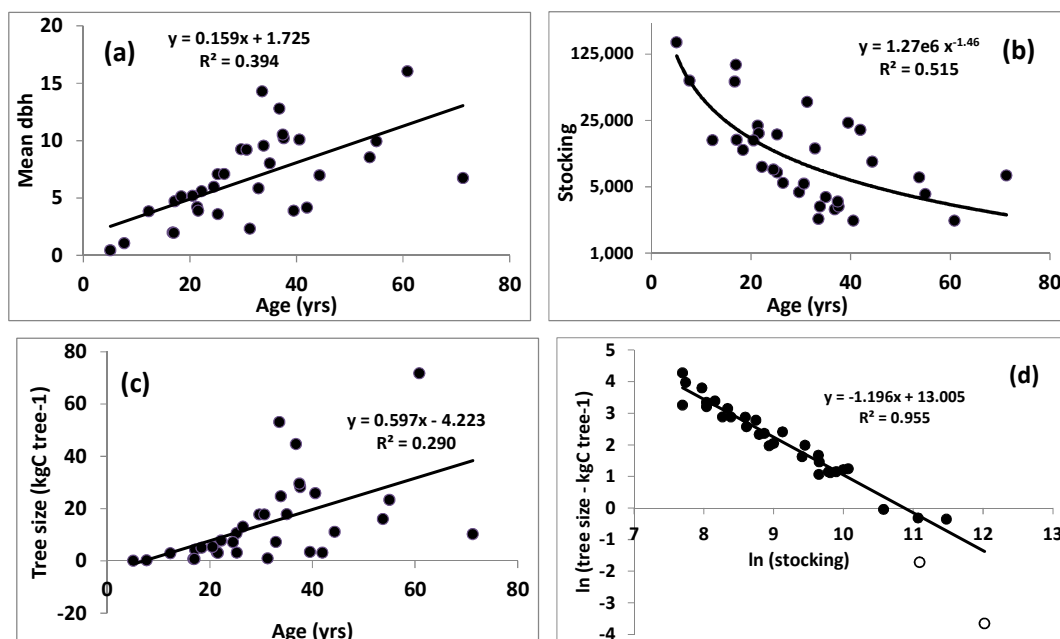 (a)
y = 0.159x + 1.725
R² = 0.394
Mean dbh
20
15
10
5
0
0 20 40 60 80
Age (yrs)
(b)
y = 1.27e6 x^-1.46
R² = 0.515
Stocking
125,000
25,000
5,000
1,000
0 20 40 60 80
Age (yrs)
(c)
y = 0.597x - 4.223
R² = 0.290
Tree size (kgC tree-1)
80
60
40
20
0
-20
0 20 40 60 80
Age (yrs)
(d)
y = -1.196x + 13.005
R² = 0.955
ln (tree size - kgC tree-1)
5
4
3
2
1
0
-1
-2
-3
-4
7 8 9 10 11 12 13
ln (stocking)